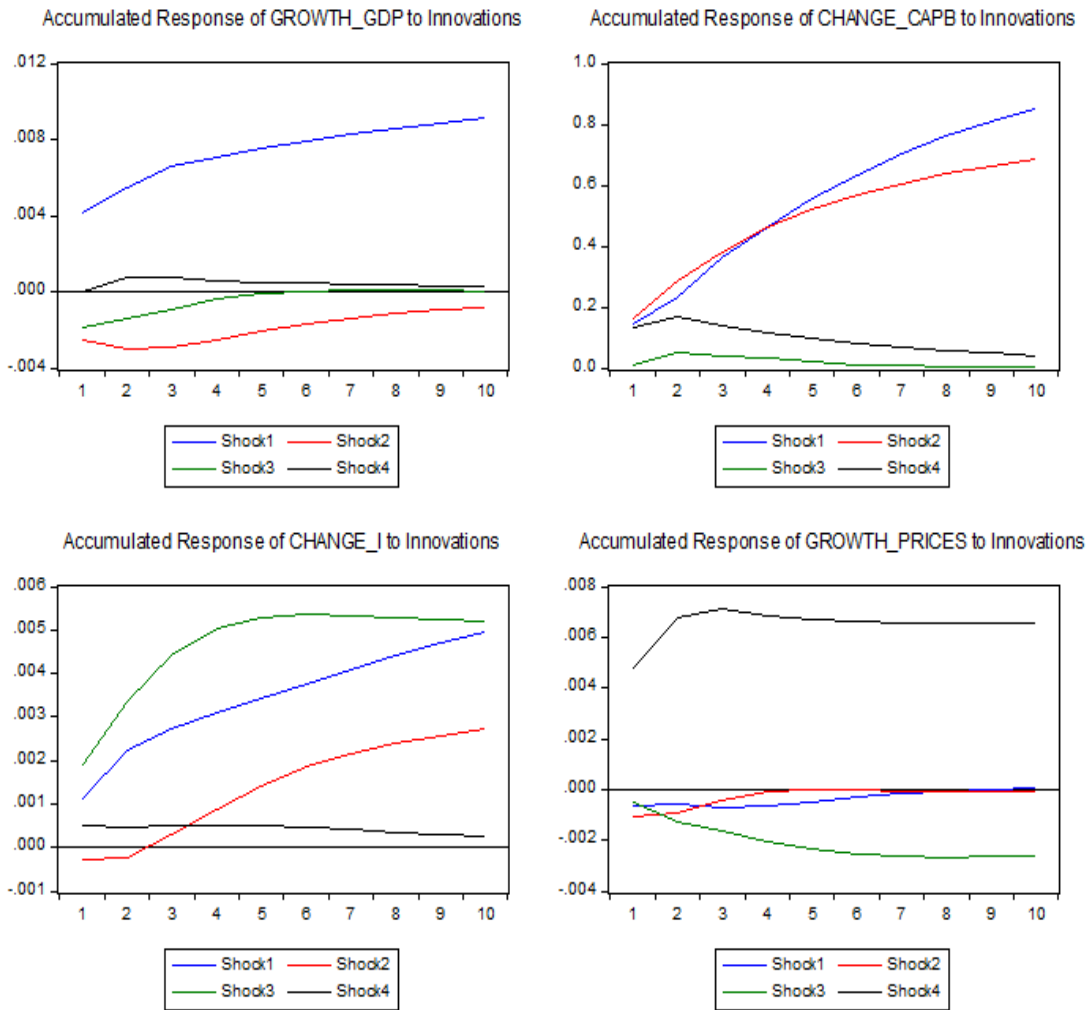 Accumulated Response of GROWTH_GDP to Innovations
.012
.008
.004
.000
-.004
1 2 3 4 5 6 7 8 9 10
Shock1 Shock2
Shock3 Shock4
Accumulated Response of CHANGE_CAPB to Innovations
1.0
0.8
0.6
0.4
0.2
0.0
1 2 3 4 5 6 7 8 9 10
Shock1 Shock2
Shock3 Shock4
Accumulated Response of CHANGE_I to Innovations
.006
.005
.004
.003
.002
.001
.000
-.001
1 2 3 4 5 6 7 8 9 10
Shock1 Shock2
Shock3 Shock4
Accumulated Response of GROWTH_PRICES to Innovations
.008
.006
.004
.002
.000
-.002
-.004
1 2 3 4 5 6 7 8 9 10
Shock1 Shock2
Shock3 Shock4